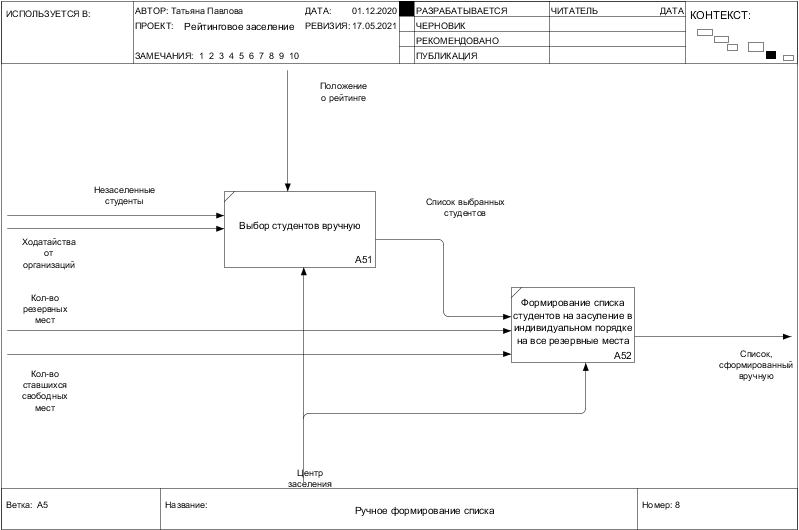 ИСПОЛЬЗУЕТСЯ В:
АВТОР: Татьяна Павлова
ДАТА: 01.12.2020
ПРОЕКТ: Рейтинговое заселение
РЕВИЗИЯ: 17.05.2021
ЗАМЕЧАНИЯ: 1 2 3 4 5 6 7 8 9 10
РАЗРАБАТЫВАЕТСЯ
ЧЕРНОВИК
РЕКОМЕНДОВАНО
ПУБЛИКАЦИЯ
ЧИТАТЕЛЬ ДАТА
КОНТЕКСТ:
Положение
о рейтинге
Незаселенные
студенты
Ходатайства
от
организаций
Выбор студентов вручную
A51
Список выбранных
студентов
Кол-во
резервных
мест
Формирование списка
студентов на засуление в
индивидуальном порядке
на все резервные места
A52
Кол-во
ставшихся
свободных
мест
Список,
сформированный
вручную
Центр
заселения
Ветка: A5
Название:
Ручное формирование списка
Номер: 8